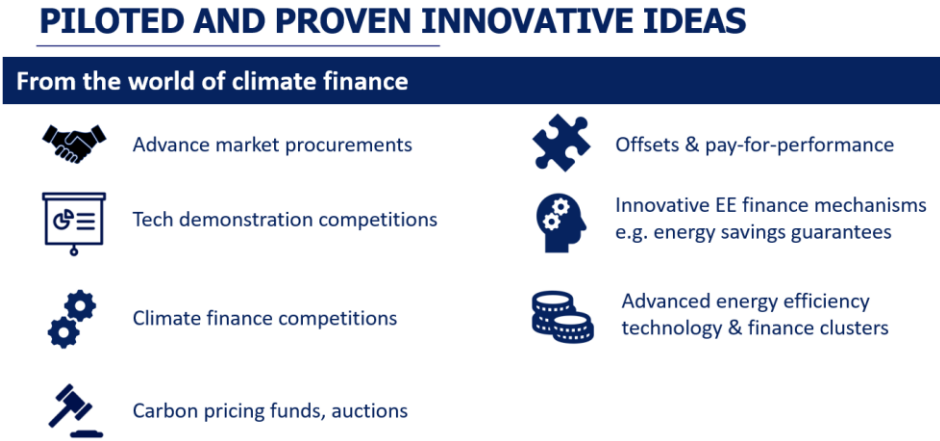 PILOTED AND PROVEN INNOVATIVE IDEAS
From the world of climate finance
Advance market procurements
Tech demonstration competitions
Climate finance competitions
Carbon pricing funds, auctions
Offsets & pay-for-performance
Innovative EE finance mechanisms
e.g. energy savings guarantees
Advanced energy efficiency
technology & finance clusters